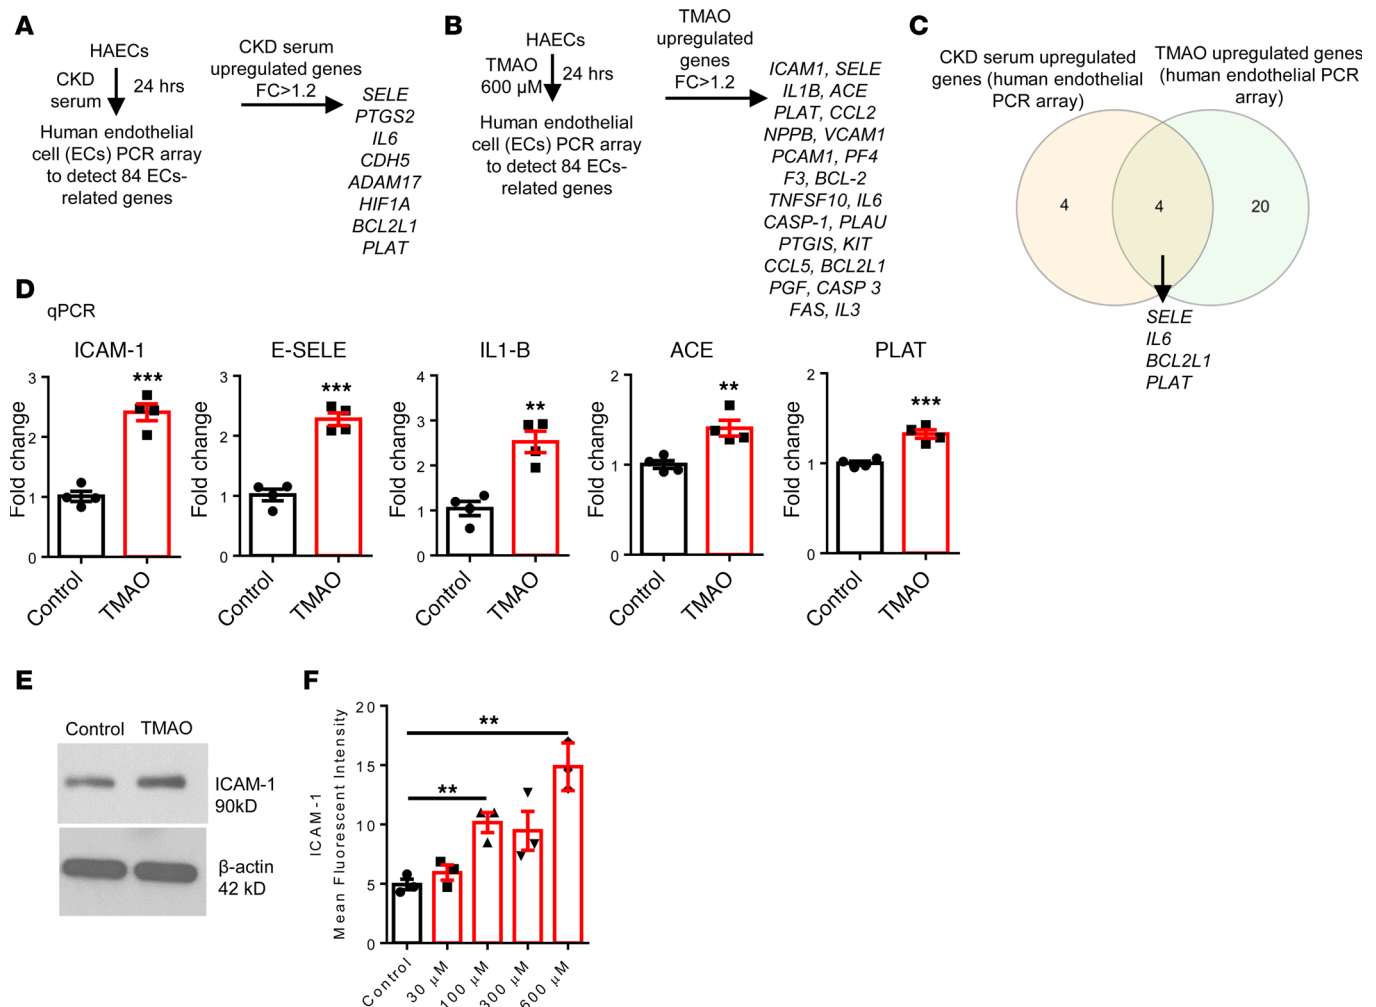 A
HAECs
CKD
serum
24 hrs
Human endothelial
cell (ECs) PCR array
to detect 84 ECs-
related genes
CKD serum
upregulated genes
FC>1.2
SELE
PTGS2
IL6
CDH5
ADAM17
HIF1A
BCL2L1
PLAT
B
HAECs
TMAO
600 µM
24 hrs
Human endothelial
cell (ECs) PCR array
to detect 84 ECs-
related genes
TMAO
upregulated
genes
FC>1.2
ICAM1, SELE
IL1B, ACE
PLAT, CCL2
NPPB, VCAM1
PCAM1, PF4
F3, BCL-2
TNFSF10, IL6
CASP-1, PLAU
PTGIS, KIT
CCL5, BCL2L1
PGF, CASP 3
FAS, IL3
C
CKD serum upregulated
genes (human endothelial
PCR array)
TMAO upregulated genes
(human endothelial PCR
array)
4
4
20
SELE
IL6
BCL2L1
PLAT
D
qPCR
ICAM-1
Fold change
3
2
1
0
***
Control
TMAO
E-SELE
Fold change
3
2
1
0
***
Control
TMAO
IL1-B
Fold change
4
3
2
1
0
**
Control
TMAO
ACE
Fold change
2
1
0
**
Control
TMAO
PLAT
Fold change
2
1
0
***
Control
TMAO
E
Control TMAO
ICAM-1
90kD
β-actin
42 kD
F
ICAM-1
Mean Fluorescent Intensity
20
15
10
5
0
**
**
Control
30 µM
100 µM
300 µM
600 µM